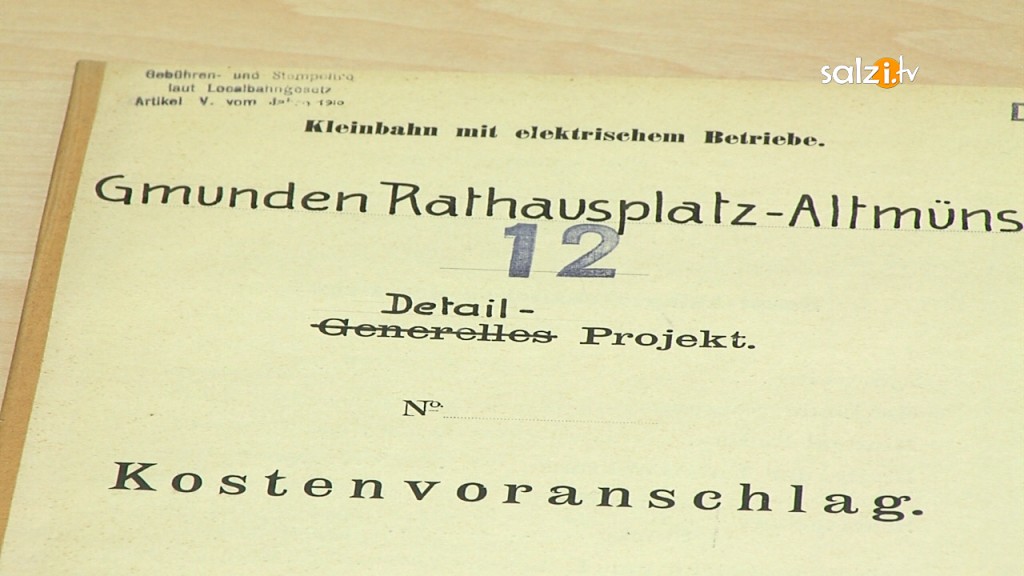 salzi.tv
Gebühren- und Stempelfrei
laut Localbahngesetz
Artikel V. vom
Kleinbahn mit elektrischem Betriebe.
Gmunden Rathausplatz-Altmüns
12
Detail-
Generelles Projekt.
No.
Kostenvoranschlag.